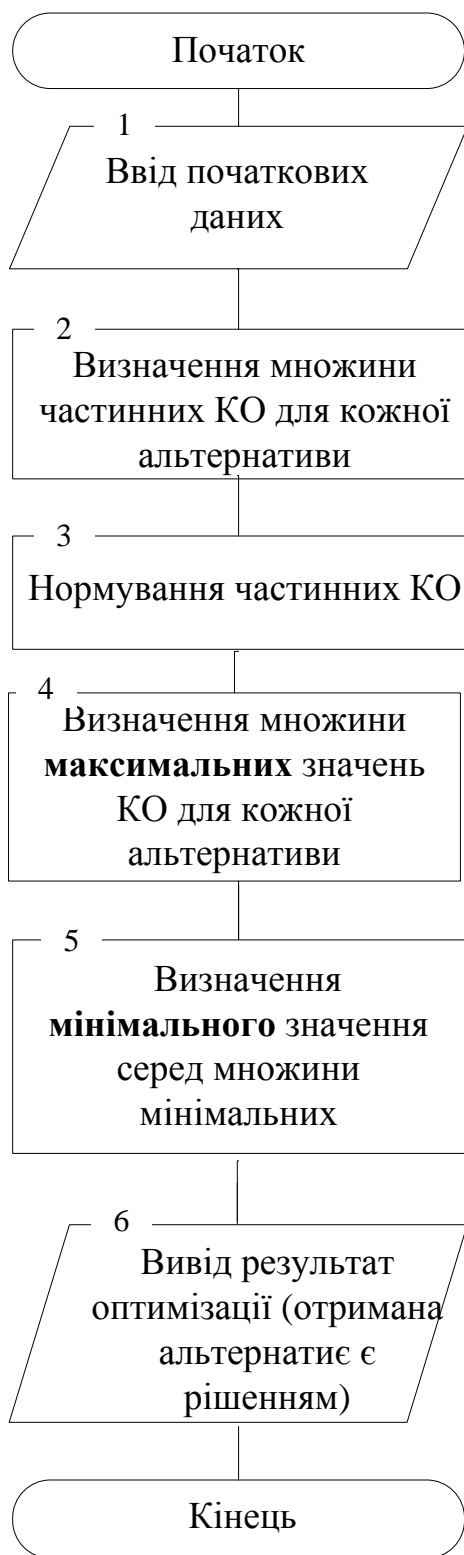 Початок
1
Ввід початкових
даних
2
Визначення множини
частинних КО для кожної
альтернативи
3
Нормування частинних КО
4
Визначення множини
максимальних значень
КО для кожної
альтернативи
5
Визначення
мінімального значення
серед множини
мінімальних
6
Вивід результат
оптимізації (отримана
альтернатиє є
рішенням)
Кінець